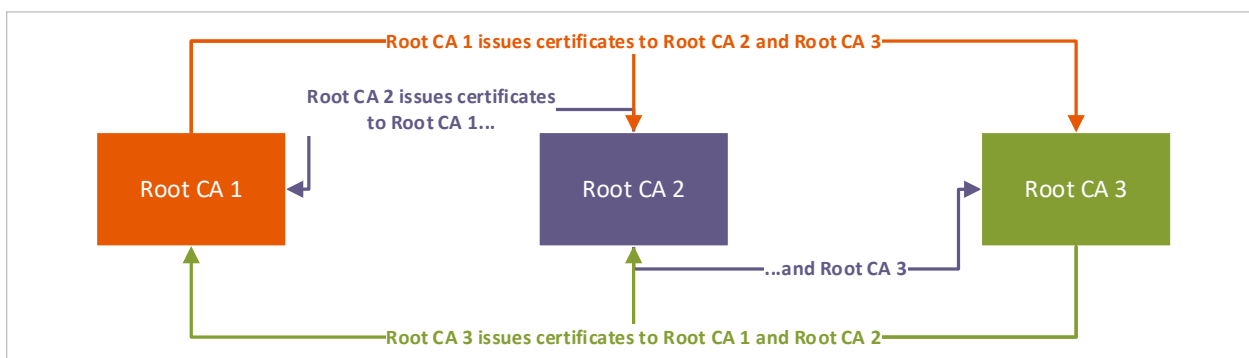 Root CA 1 issues certificates to Root CA 2 and Root CA 3
Root CA 2 issues certificates
to Root CA 1...
Root CA 1
Root CA 2
Root CA 3
...and Root CA 3
Root CA 3 issues certificates to Root CA 1 and Root CA 2